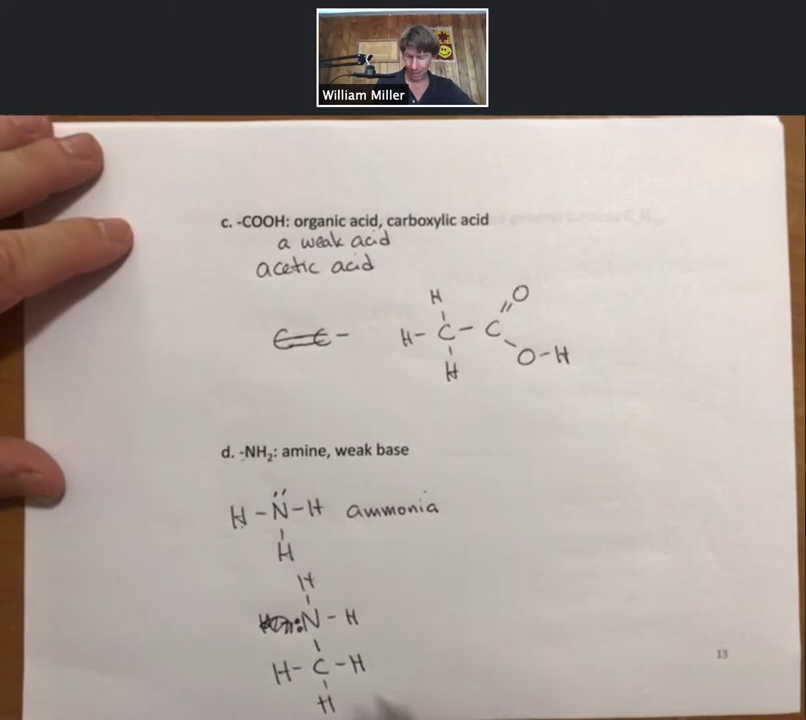 William Miller
c. -COOH: organic acid, carboxylic acid
a weak acid
acetic acid
H O
H - C - C
H O - H
d. -NH₂: amine, weak base
H - N - H ammonia
H
H
:N - H
H - C - H
H
13